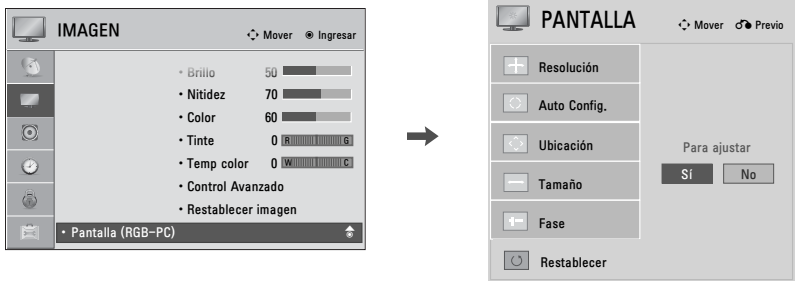 IMAGEN
Mover
Ingresar
• Brillo 50
• Nitidez 70
• Color 60
• Tinte 0 R G
• Temp color 0 W C
• Control Avanzado
• Restablecer imagen
• Pantalla (RGB-PC)
PANTALLA
Mover
Previo
Resolución
Auto Config.
Ubicación
Tamaño
Fase
Restablecer
Para ajustar
Sí No